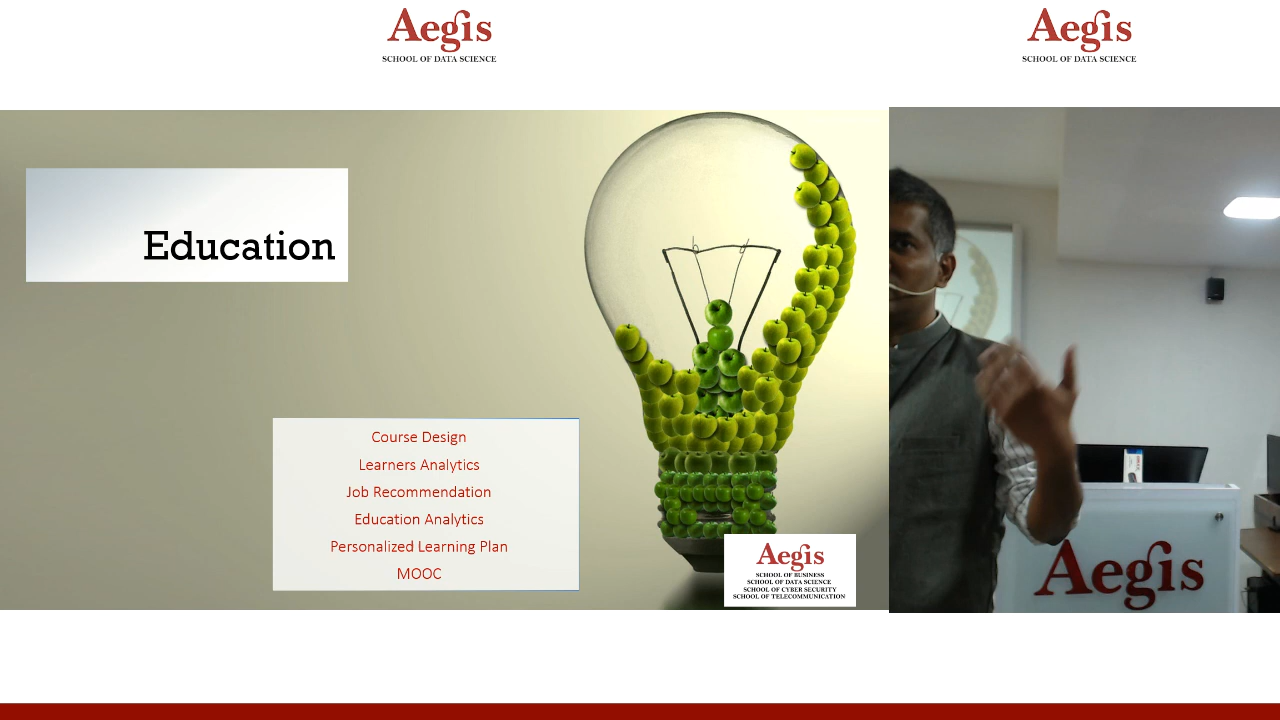 Aegis
SCHOOL OF DATA SCIENCE
Aegis
SCHOOL OF DATA SCIENCE
Education
Course Design
Learners Analytics
Job Recommendation
Education Analytics
Personalized Learning Plan
MOOC
Aegis
SCHOOL OF BUSINESS
SCHOOL OF DATA SCIENCE
SCHOOL OF CYBER SECURITY
SCHOOL OF TELECOMMUNICATION
Aegis